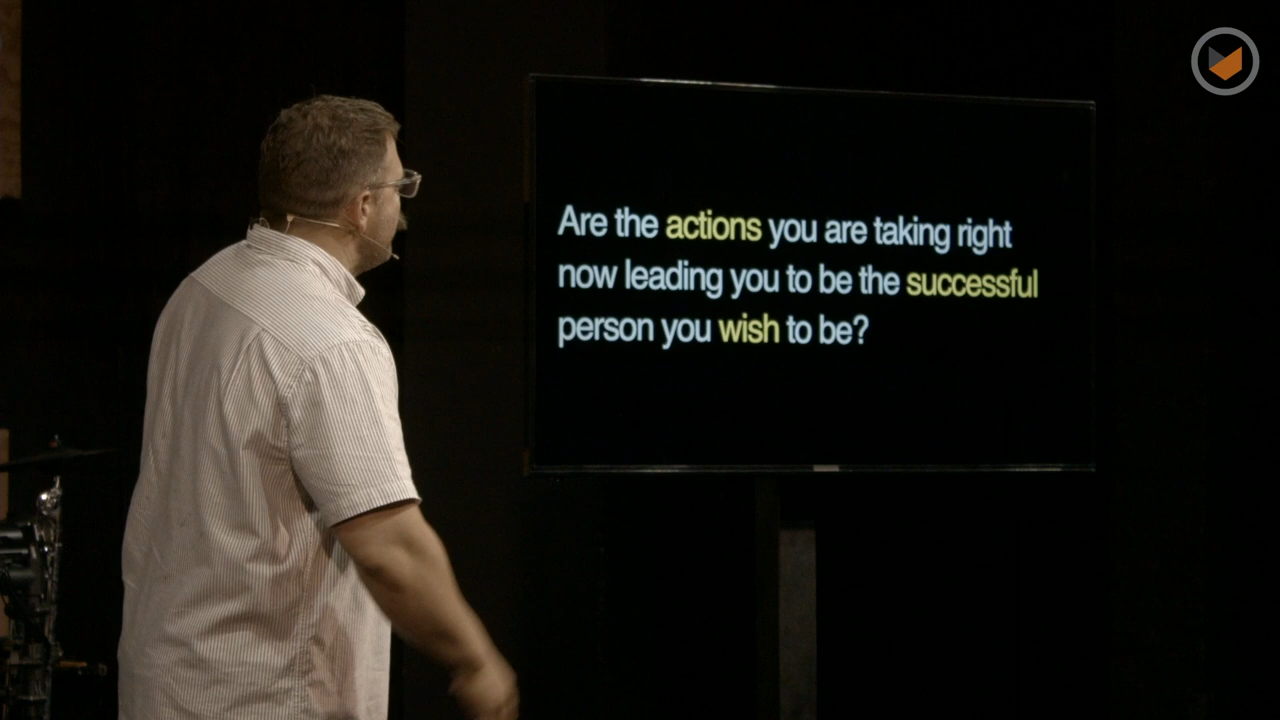 Are the actions you are taking right
now leading you to be the successful
person you wish to be?